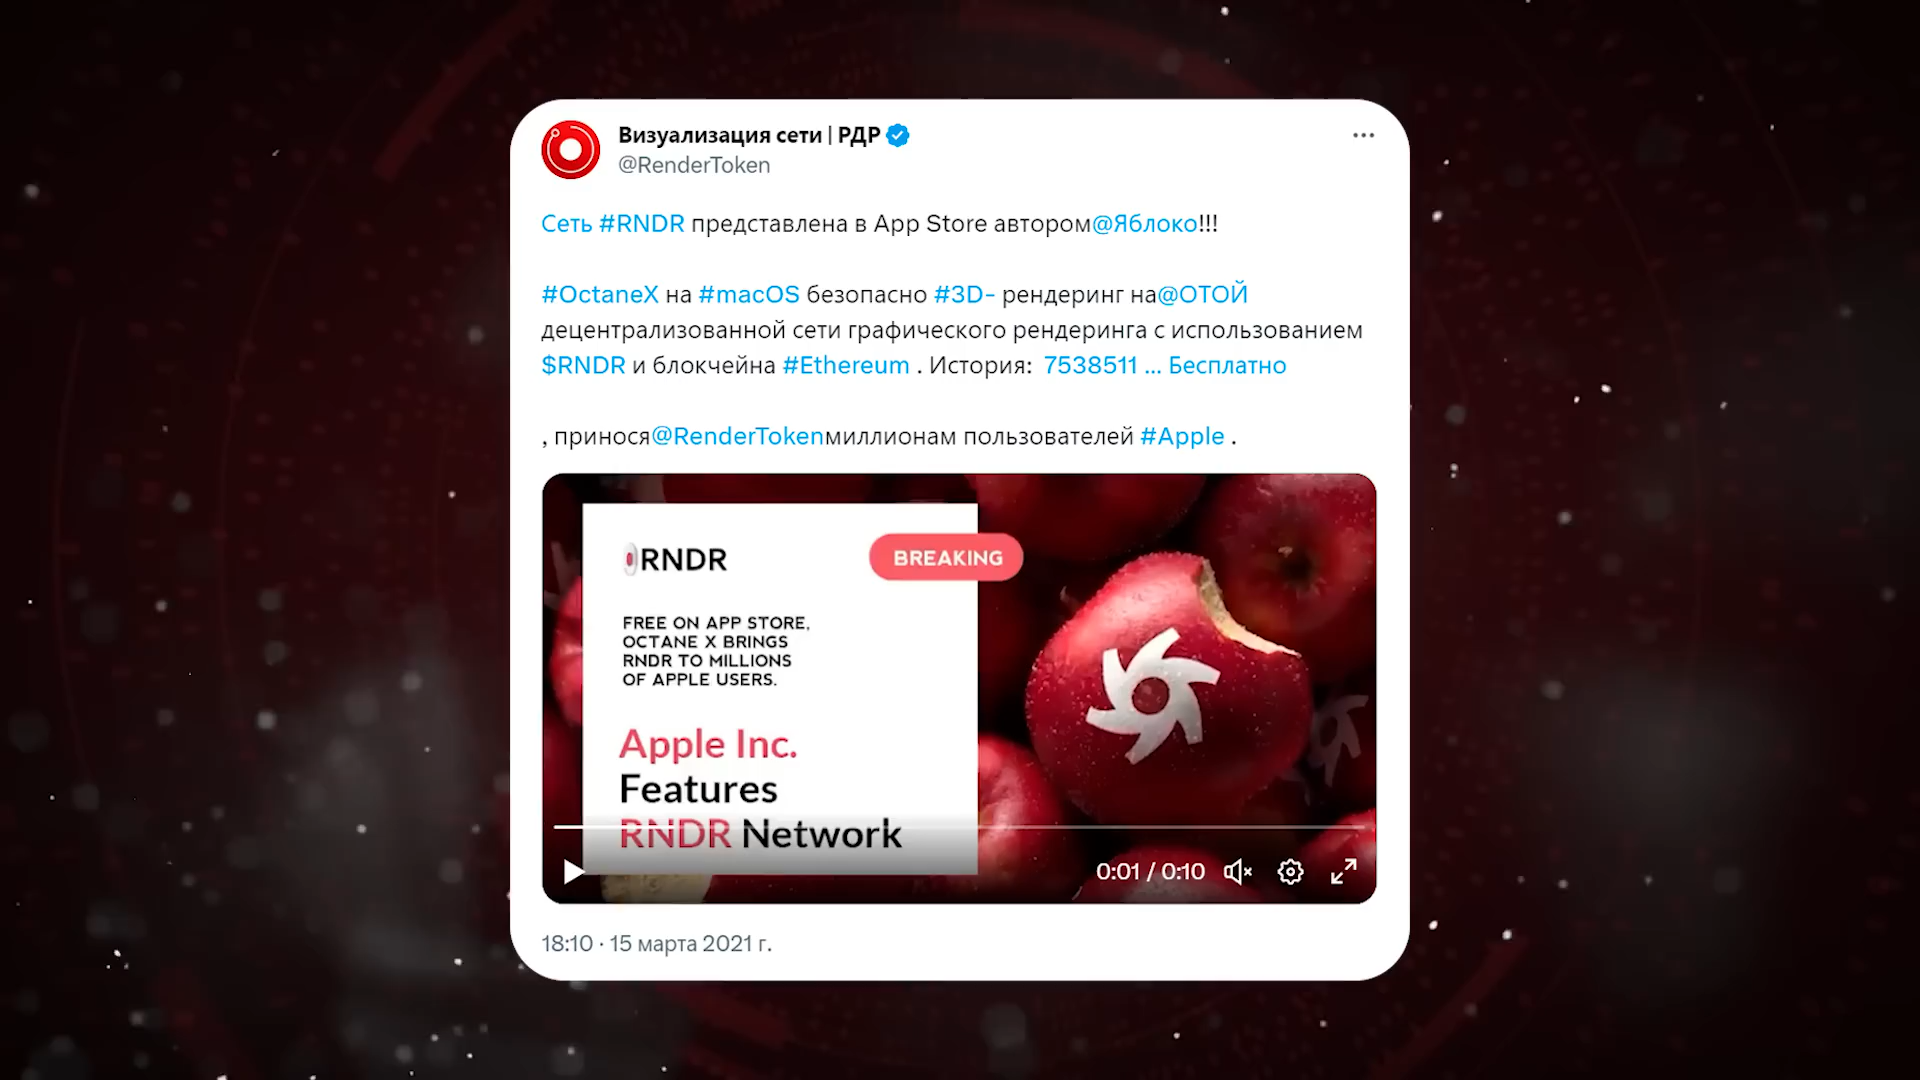 Визуализация сети | РДР
@RenderToken
Сеть #RNDR представлена в App Store автором@Яблоко!!!
#OctaneX на #macOS безопасно #3D- рендеринг на@ОТОЙ
децентрализованной сети графического рендеринга с использованием
$RNDR и блокчейна #Ethereum . История: 7538511 ... Бесплатно
, принося@RenderTokenмиллионам пользователей #Apple .
RNDR
BREAKING
FREE ON APP STORE,
OCTANE X BRINGS
RNDR TO MILLIONS
OF APPLE USERS.
Apple Inc.
Features
RNDR Network
0:01 / 0:10
18:10 · 15 марта 2021 г.